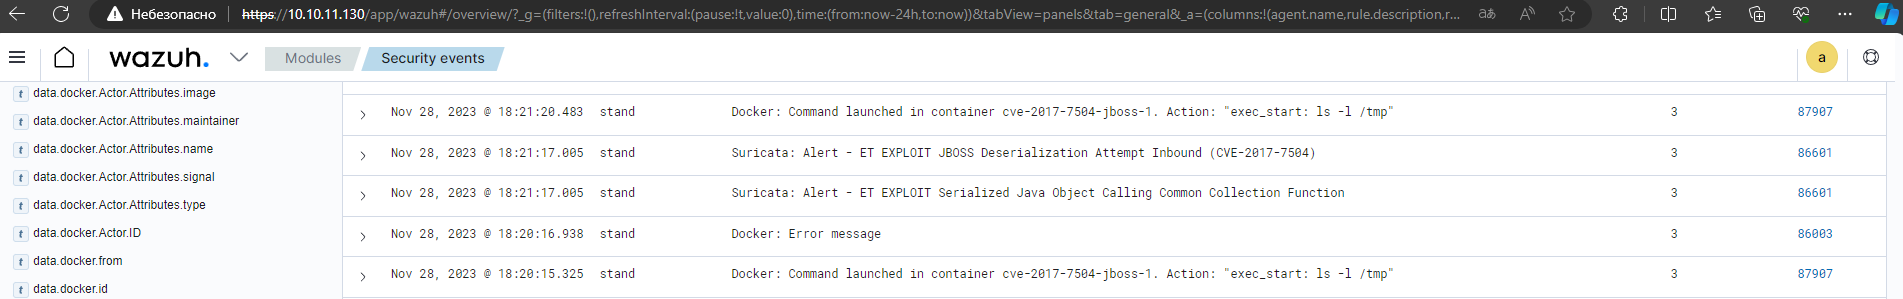 Небезопасно https://10.10.11.130/app/wazuh#/overview/?_g=(filters:!(),refreshInterval:(pause:!t,value:0),time:(from:now-24h,to:now))&tabView=panels&tab=general&_a=(columns:!(agent.name,rule.description,r...
wazuh. Modules Security events a
data.docker.Actor.Attributes.image
data.docker.Actor.Attributes.maintainer
data.docker.Actor.Attributes.name
data.docker.Actor.Attributes.signal
data.docker.Actor.Attributes.type
data.docker.Actor.ID
data.docker.from
data.docker.id
Nov 28, 2023 @ 18:21:20.483 stand Docker: Command launched in container cve-2017-7504-jboss-1. Action: "exec_start: ls -l /tmp" 3 87907
Nov 28, 2023 @ 18:21:17.005 stand Suricata: Alert - ET EXPLOIT JBOSS Deserialization Attempt Inbound (CVE-2017-7504) 3 86601
Nov 28, 2023 @ 18:21:17.005 stand Suricata: Alert - ET EXPLOIT Serialized Java Object Calling Common Collection Function 3 86601
Nov 28, 2023 @ 18:20:16.938 stand Docker: Error message 3 86003
Nov 28, 2023 @ 18:20:15.325 stand Docker: Command launched in container cve-2017-7504-jboss-1. Action: "exec_start: ls -l /tmp" 3 87907